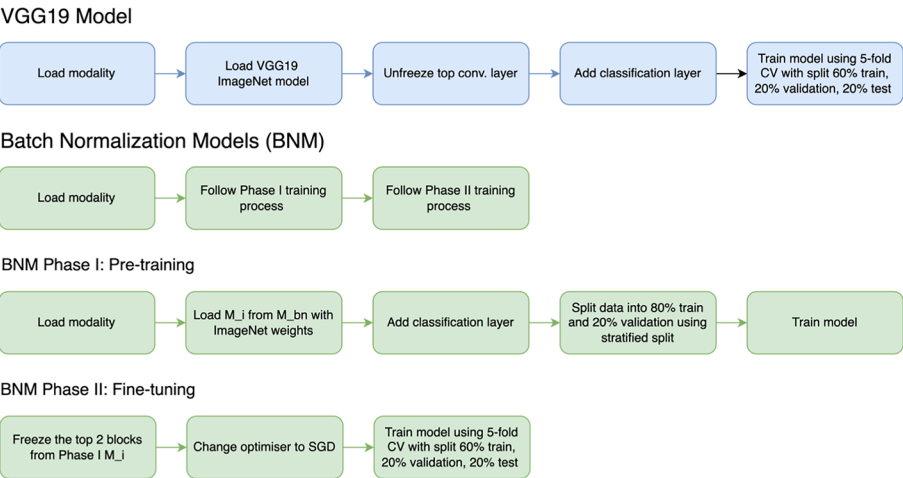 VGG19 Model
Load modality
Load VGG19
ImageNet model
Unfreeze top conv. layer
Add classification layer
Train model using 5-fold
CV with split 60% train,
20% validation, 20% test
Batch Normalization Models (BNM)
Load modality
Follow Phase I training
process
Follow Phase II training
process
BNM Phase I: Pre-training
Load modality
Load M_i from M_bn with
ImageNet weights
Add classification layer
Split data into 80% train
and 20% validation using
stratified split
Train model
BNM Phase II: Fine-tuning
Freeze the top 2 blocks
from Phase I M_i
Change optimiser to SGD
Train model using 5-fold
CV with split 60% train,
20% validation, 20% test